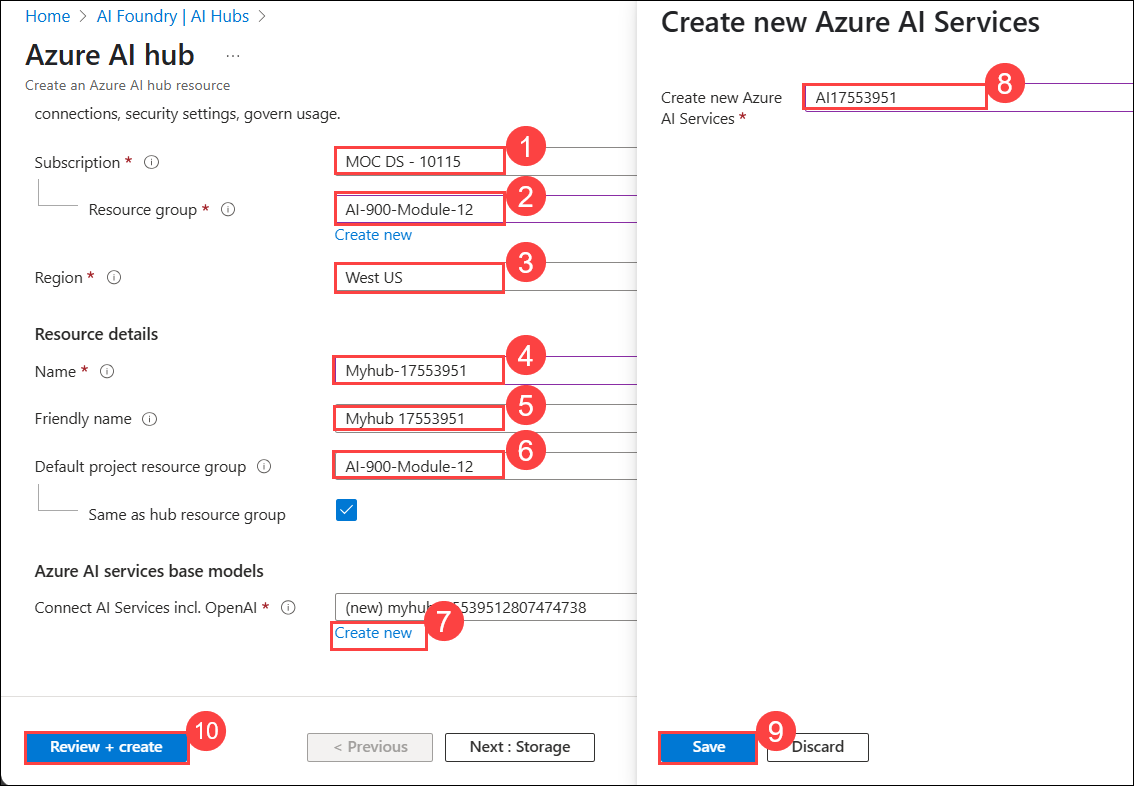 Home > AI Foundry | AI Hubs >
Azure AI hub ...
Create an Azure AI hub resource
connections, security settings, govern usage.
Subscription *
MOC DS - 10115
1
Resource group *
AI-900-Module-12
2
Create new
Region *
West US
3
Resource details
Name *
Myhub-17553951
4
Friendly name
Myhub 17553951
5
Default project resource group
AI-900-Module-12
6
Same as hub resource group
Azure AI services base models
Connect AI Services incl. OpenAI *
(new) myhub 5539512807474738
Create new
7
Review + create
10
< Previous
Next : Storage
Create new Azure AI Services
Create new Azure
AI Services *
AI17553951
8
Save
9
Discard